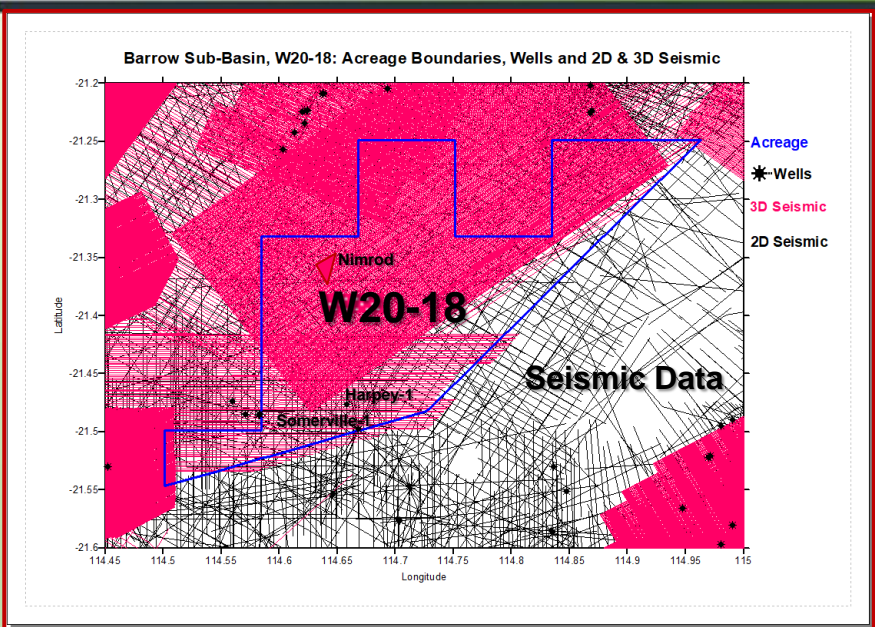 Barrow Sub-Basin, W20-18: Acreage Boundaries, Wells and 2D & 3D Seismic
-21.2
-21.25
-21.3
-21.35
-21.4
-21.45
-21.5
-21.55
-21.6
Latitude
Nimrod
W20-18
Seismic Data
Harpey-1
Somerville-1
Acreage
Wells
3D Seismic
2D Seismic
114.45 114.5 114.55 114.6 114.65 114.7 114.75 114.8 114.85 114.9 114.95 115
Longitude